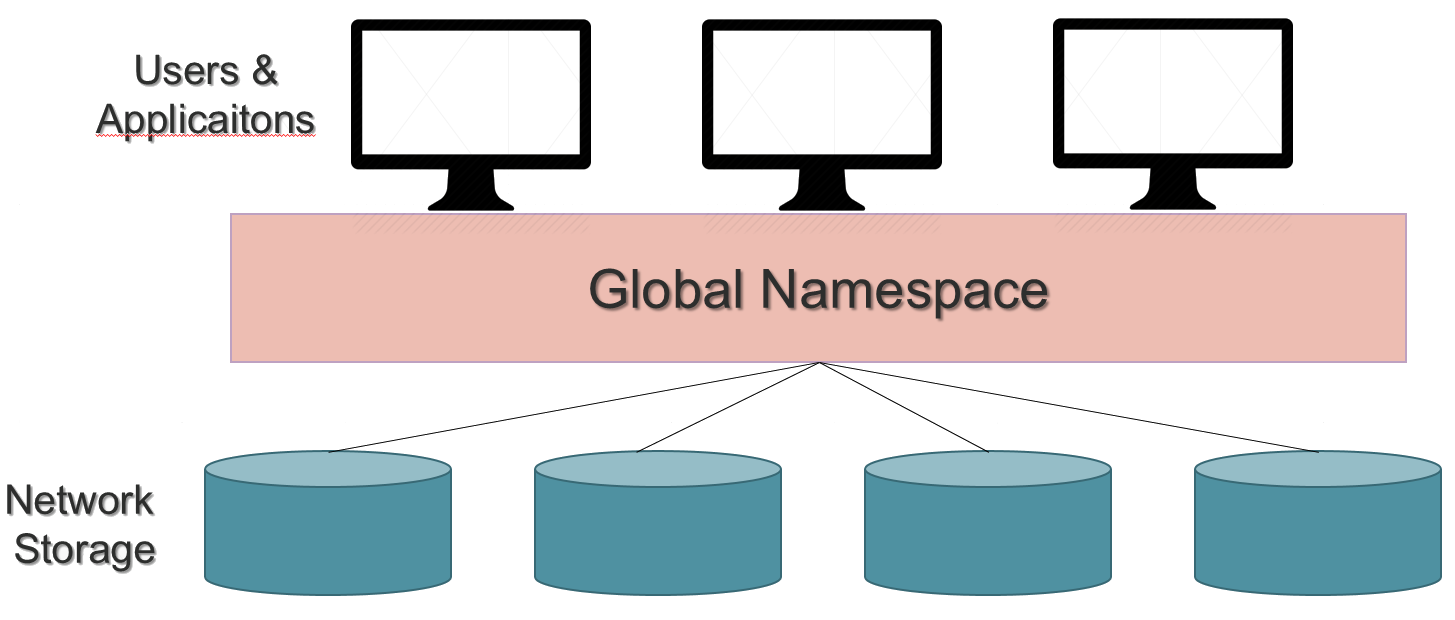 Users &
Applicaitons
Global Namespace
Network
Storage